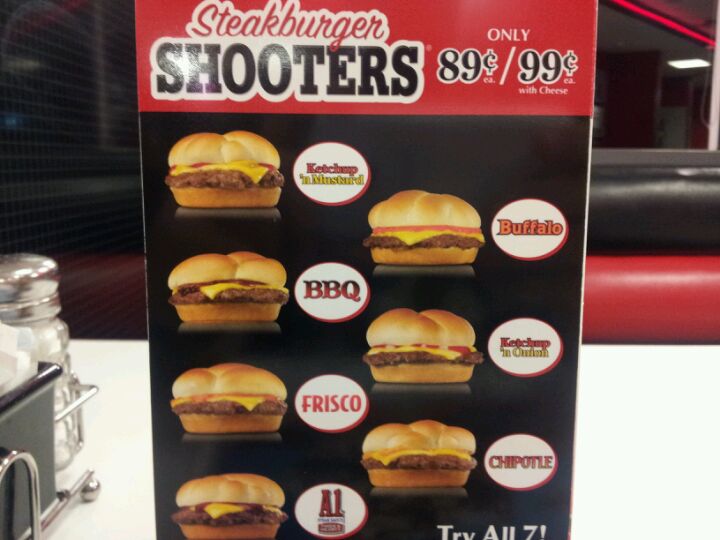 Steakburger
SHOOTERS®
ONLY
89¢ ea. / 99¢ ea.
with Cheese
Ketchup
'n Mustard
Buffalo
BBQ
Ketchup
'n Onion
FRISCO
CHIPOTLE
A.1.
Try All 7!